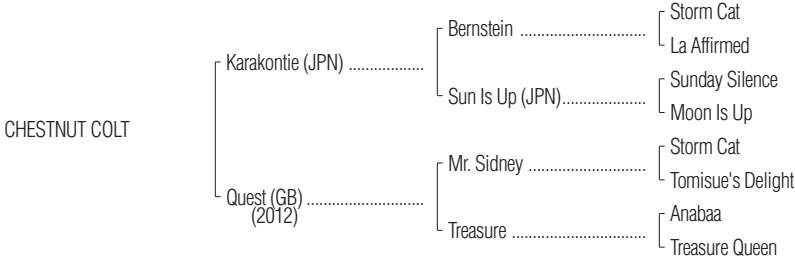 Storm Cat
Bernstein ..............................
La Affirmed
Karakontie (JPN) ..................
Sunday Silence
Sun Is Up (JPN)....................
Moon Is Up
CHESTNUT COLT
Storm Cat
Mr. Sidney ............................
Tomisue's Delight
Quest (GB) ............................
(2012)
Anabaa
Treasure ................................
Treasure Queen